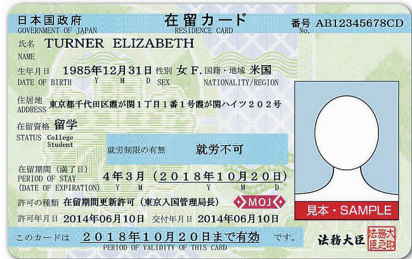 日本国政府 在留カード 番号 AB12345678CD
GOVERNMENT OF JAPAN RESIDENCE CARD No.
氏名 TURNER ELIZABETH
NAME
生年月日 1985年12月31日 性別 女 F. 国籍・地域 米国
DATE OF BIRTH Y M D SEX NATIONALITY/REGION
住居地 東京都千代田区霞が関1丁目1番1号霞が関ハイツ202号
ADDRESS
在留資格 留学
STATUS College
Student
就労制限の有無 就労不可
在留期間(満了日) 4年3月(2018年10月20日)
PERIOD OF STAY
(DATE OF EXPIRATION) Y M Y M D
許可の種類 在留期間更新許可(東京入国管理局長) MOJ
許可年月日 2014年06月10日 交付年月日 2014年06月10日
このカードは 2018年10月20日まで有効 です。
PERIOD OF VALIDITY OF THIS CARD
見本・SAMPLE
法務大臣